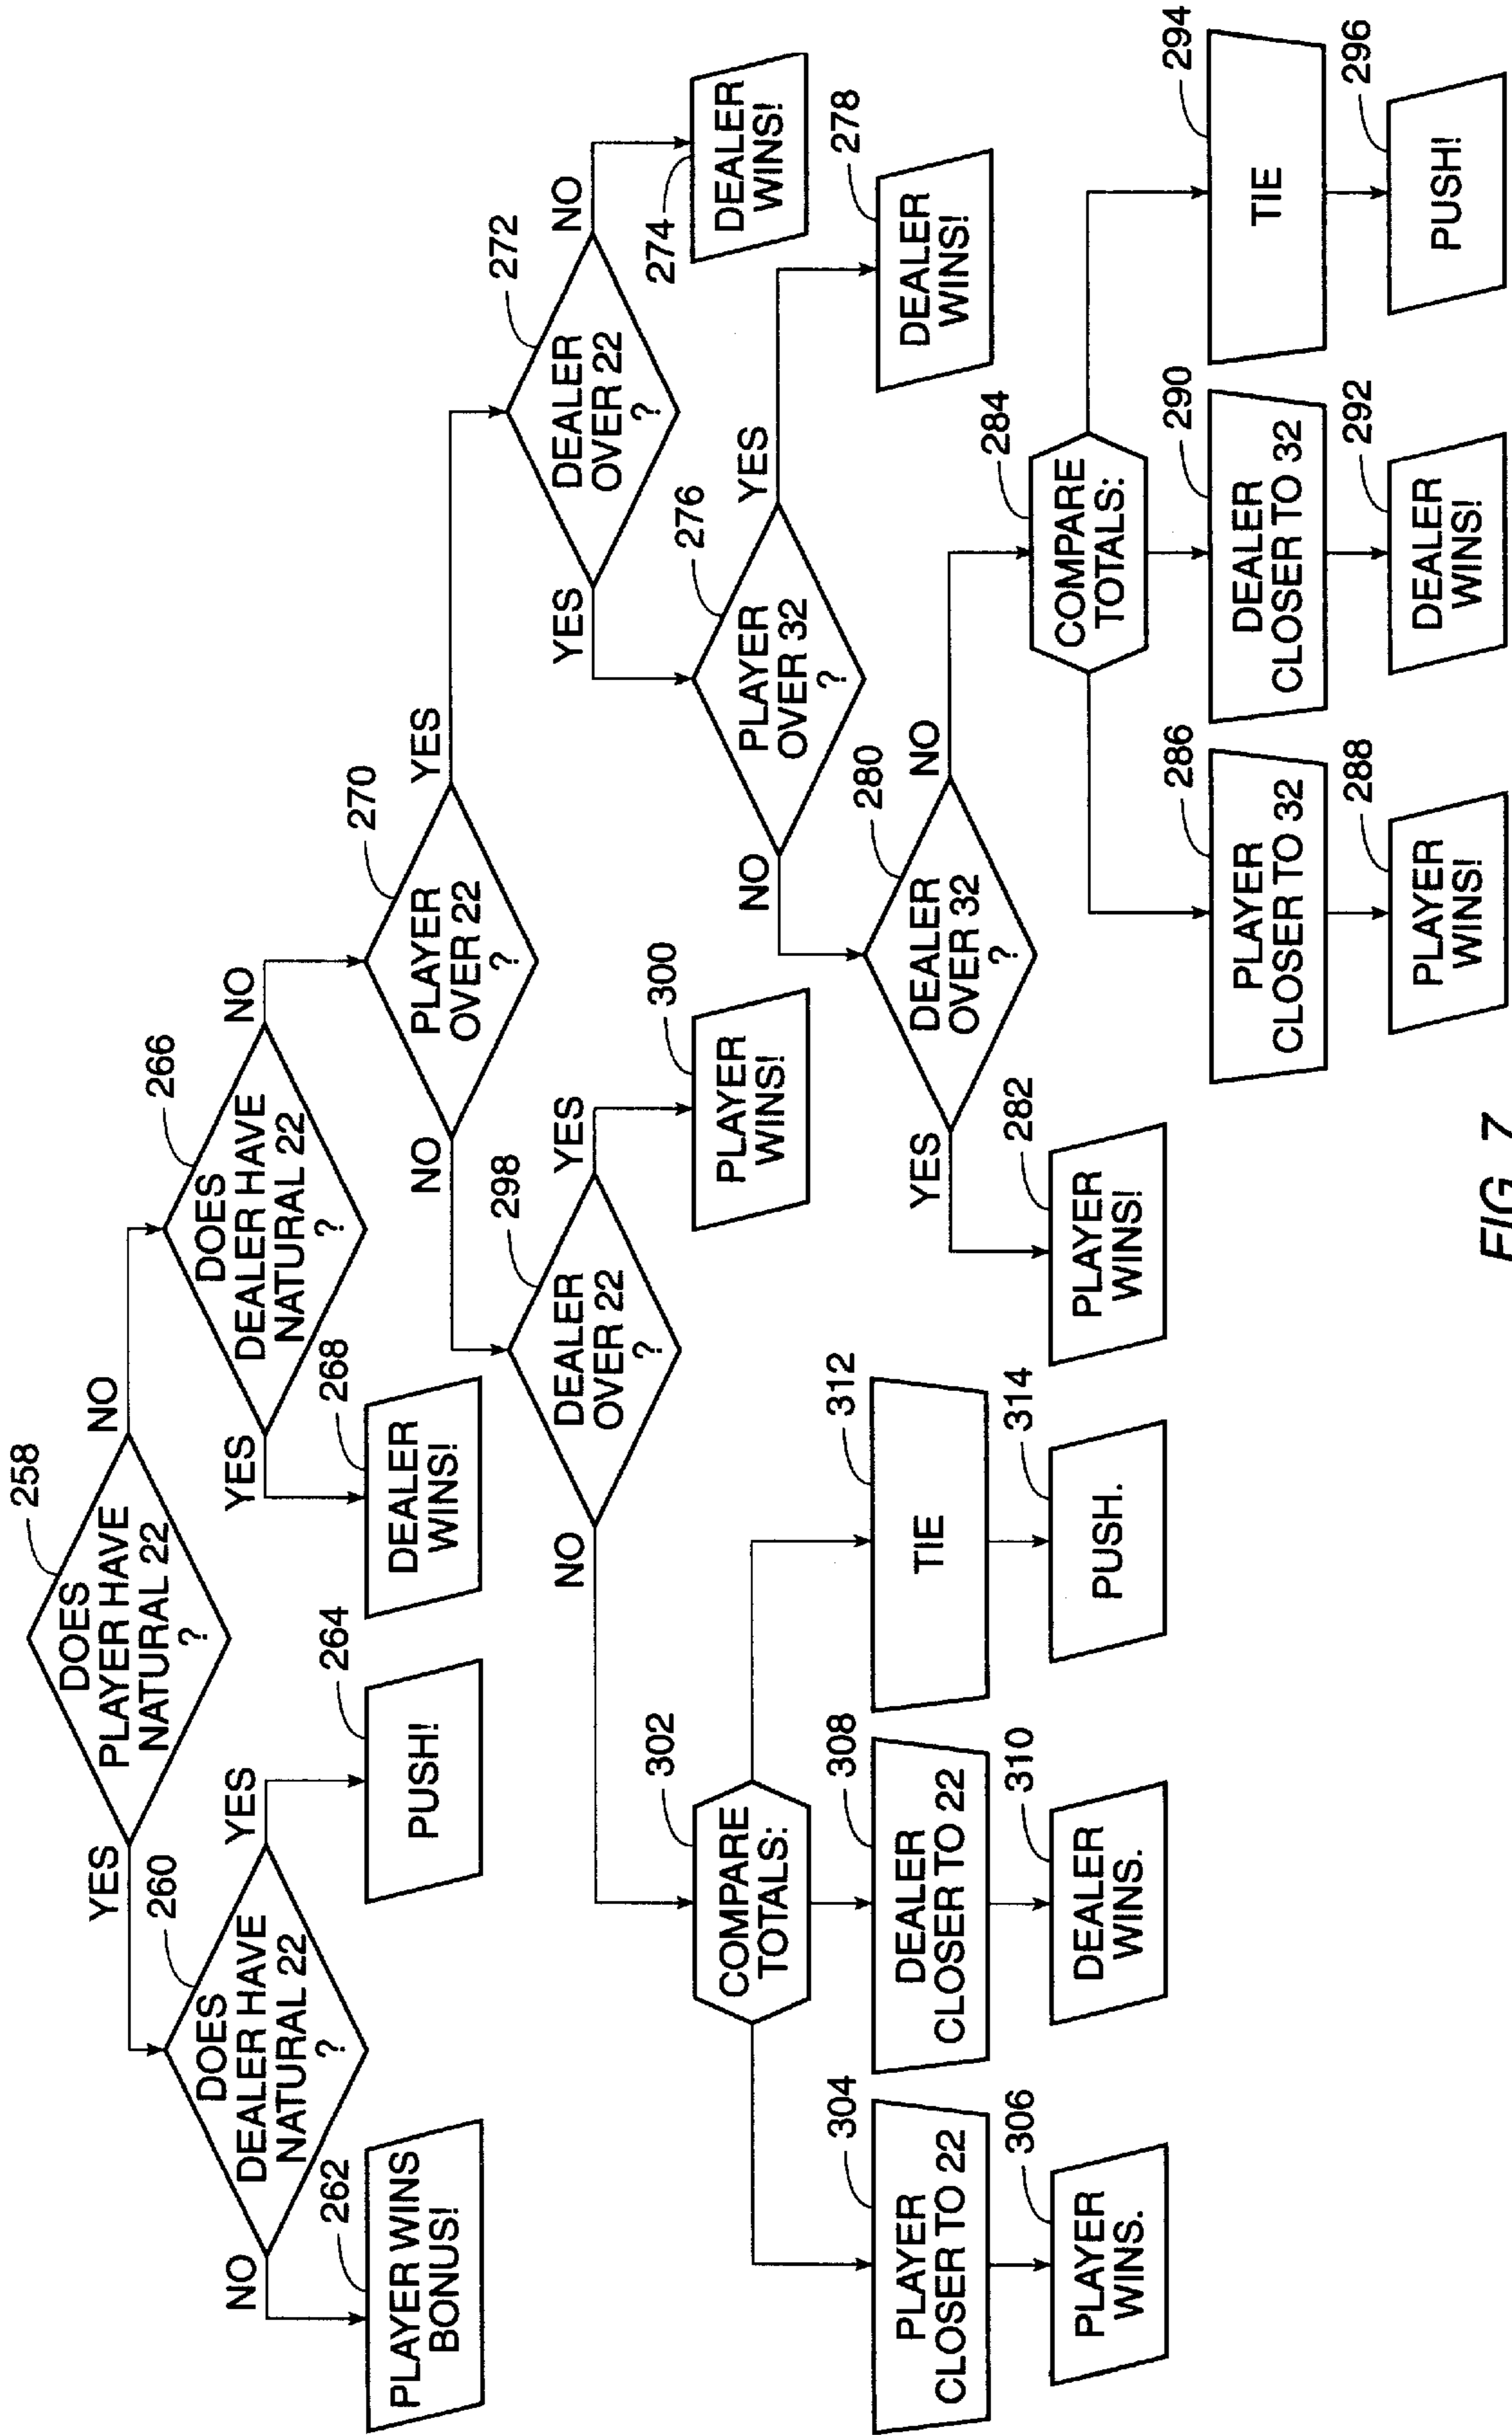 258
DOES
PLAYER HAVE
NATURAL 22
?
YES
NO
260
DOES
DEALER HAVE
NATURAL 22
?
NO
YES
262
PLAYER WINS
BONUS!
264
PUSH!
266
DOES
DEALER HAVE
NATURAL 22
?
YES
NO
268
DEALER
WINS!
270
PLAYER
OVER 22
?
NO
YES
272
DEALER
OVER 22
?
YES
NO
274
DEALER
WINS!
276
PLAYER
OVER 32
?
NO
YES
278
DEALER
WINS!
280
DEALER
OVER 32
?
YES
NO
282
PLAYER
WINS!
284
COMPARE
TOTALS:
286
PLAYER
CLOSER TO 32
288
PLAYER
WINS!
290
DEALER
CLOSER TO 32
292
DEALER
WINS!
294
TIE
296
PUSH!
298
DEALER
OVER 22
?
NO
YES
300
PLAYER
WINS!
302
COMPARE
TOTALS:
304
PLAYER
CLOSER TO 22
306
PLAYER
WINS.
308
DEALER
CLOSER TO 22
310
DEALER
WINS.
312
TIE
314
PUSH.
FIG. 7